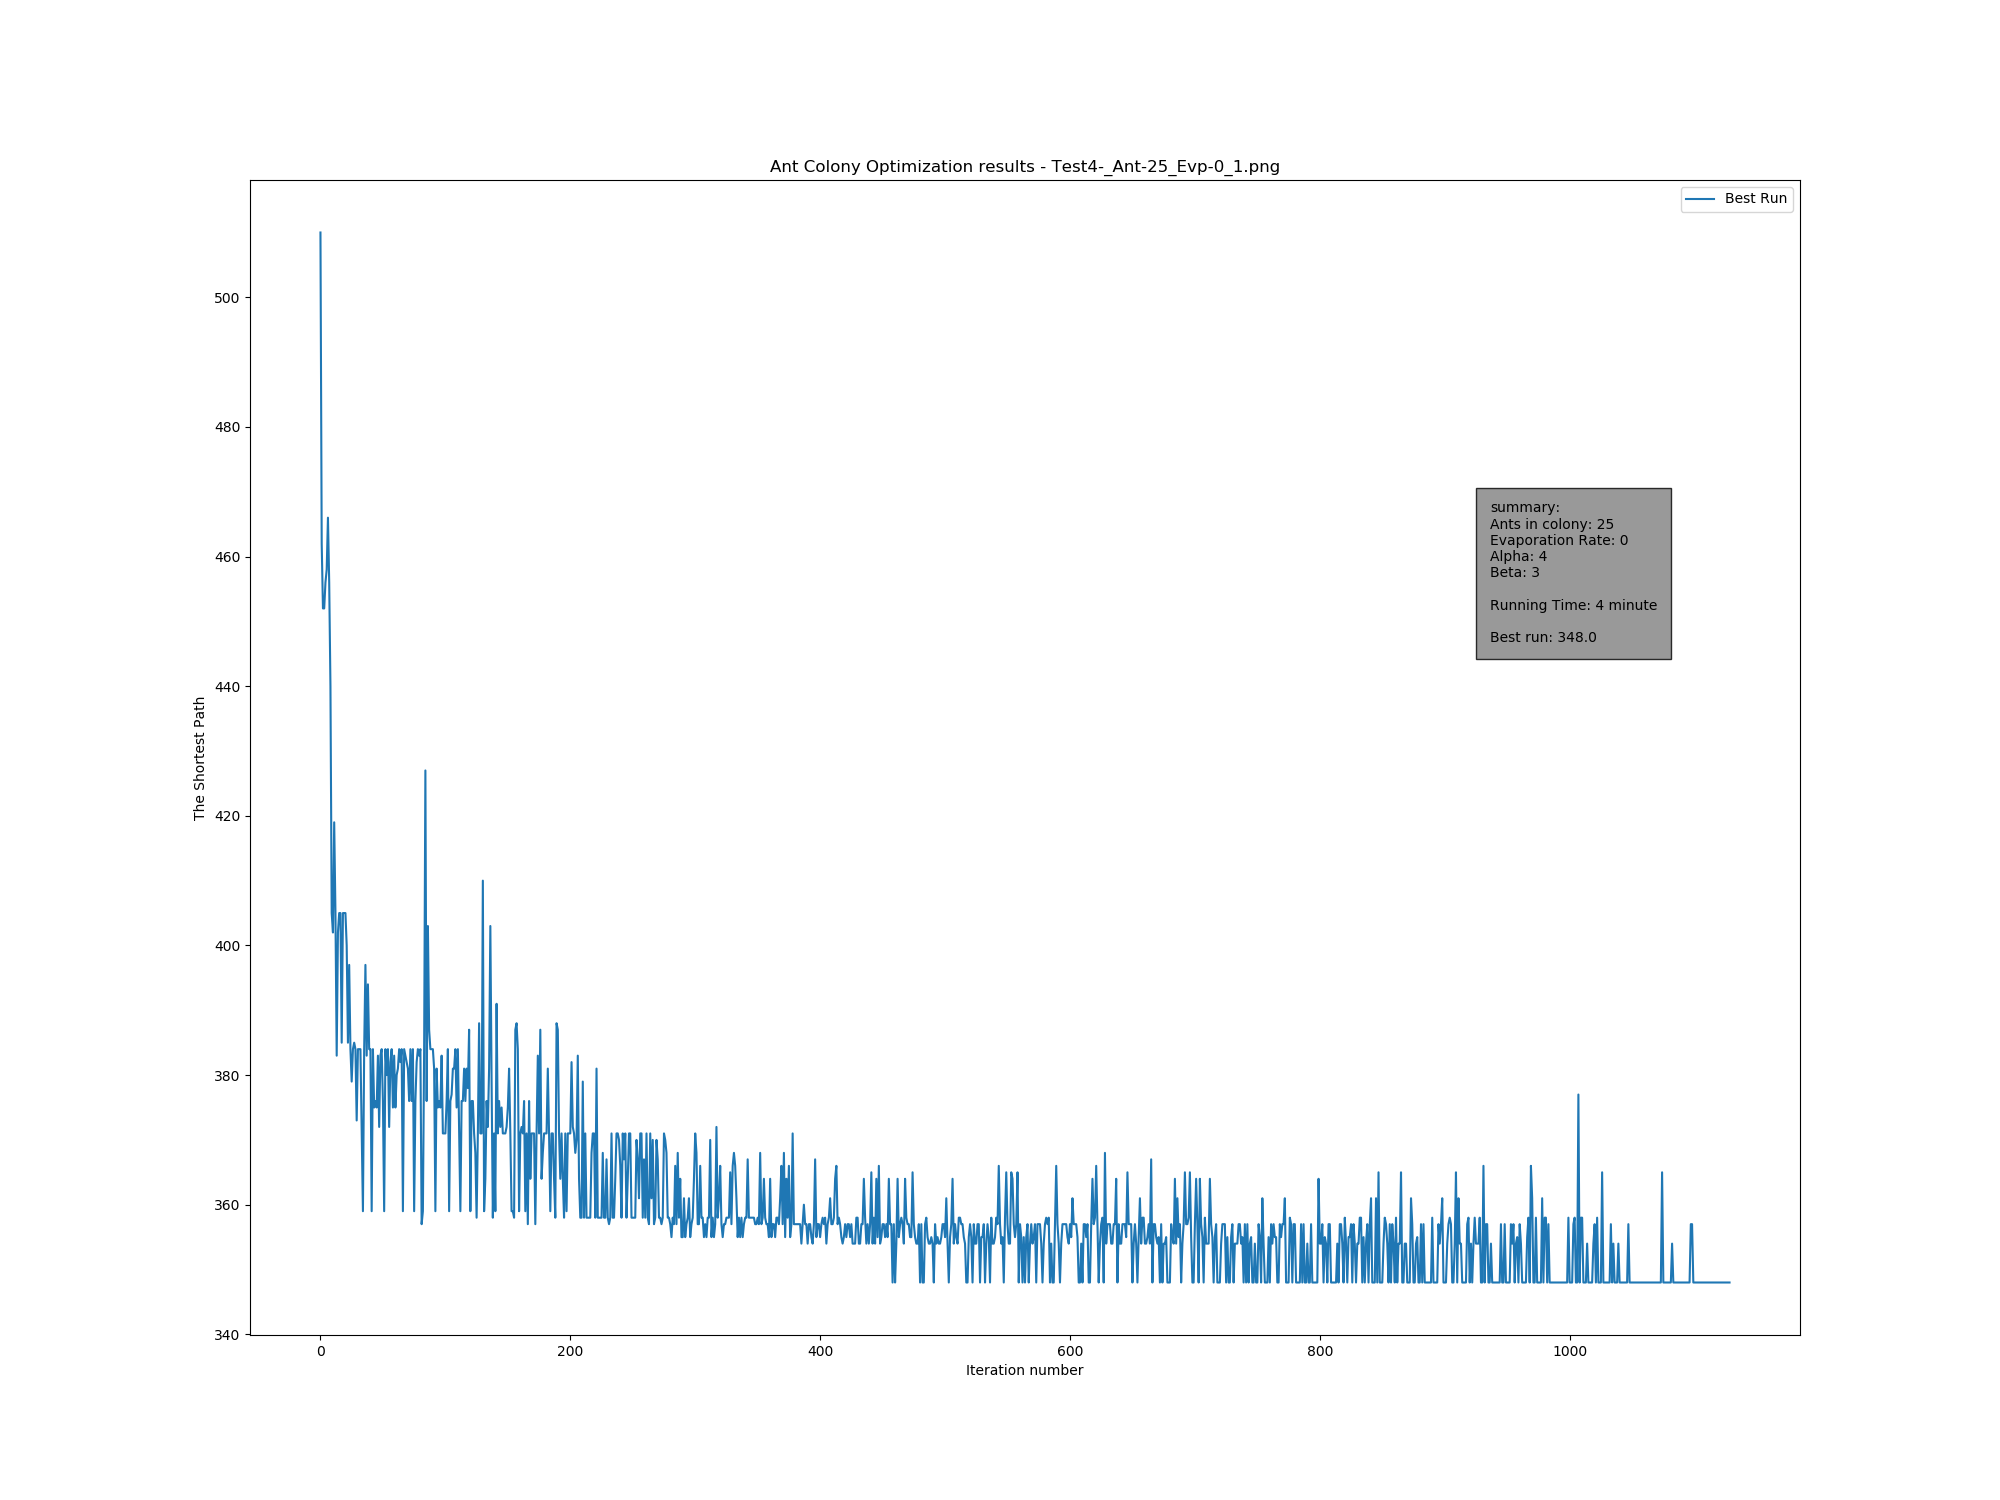 Ant Colony Optimization results - Test4-_Ant-25_Evp-0_1.png
Best Run
500
480
460
440
420
400
380
360
340
The Shortest Path
summary:
Ants in colony: 25
Evaporation Rate: 0
Alpha: 4
Beta: 3
Running Time: 4 minute
Best run: 348.0
0 200 400 600 800 1000
Iteration number